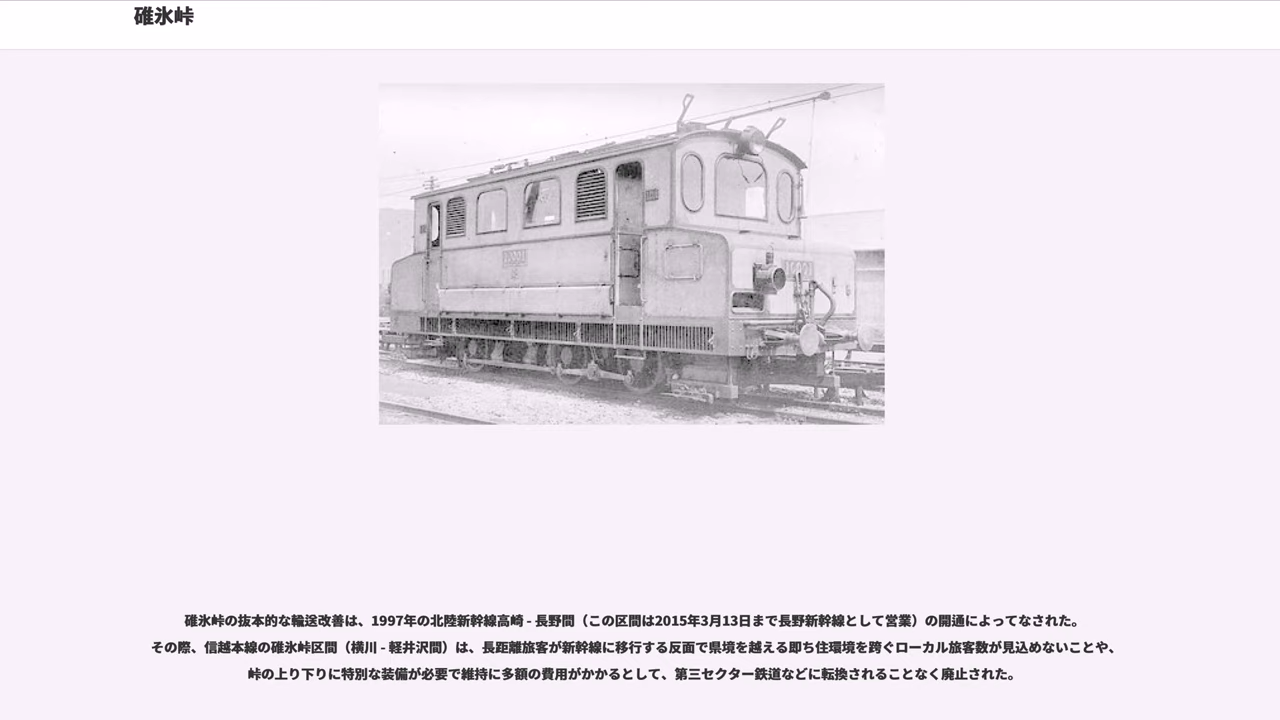 碓氷峠
碓氷峠の抜本的な輸送改善は、1997年の北陸新幹線高崎 - 長野間（この区間は2015年3月13日まで長野新幹線として営業）の開通によってなされた。
その際、信越本線の碓氷峠区間（横川 - 軽井沢間）は、長距離旅客が新幹線に移行する反面で県境を越える即ち住環境を跨ぐローカル旅客数が見込めないことや、
峠の上り下りに特別な装備が必要で維持に多額の費用がかかるとして、第三セクター鉄道などに転換されることなく廃止された。